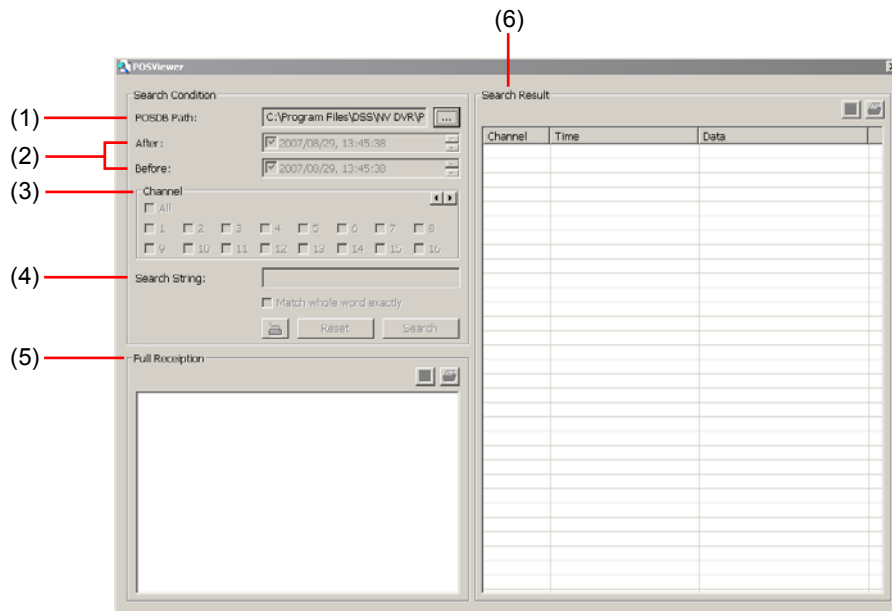 (6)
POSViewer
Search Condition
(1)
POSDB Path:
C:\Program Files\DSS\NV DVR\P
...
(2)
After:
2007/08/29, 13:45:38
Before:
2007/08/29, 13:45:38
(3)
Channel
All
1 2 3 4 5 6 7 8
9 10 11 12 13 14 15 16
(4)
Search String:
Match whole word exactly
Reset
Search
(5)
Full Receiption
Search Result
Channel Time Data